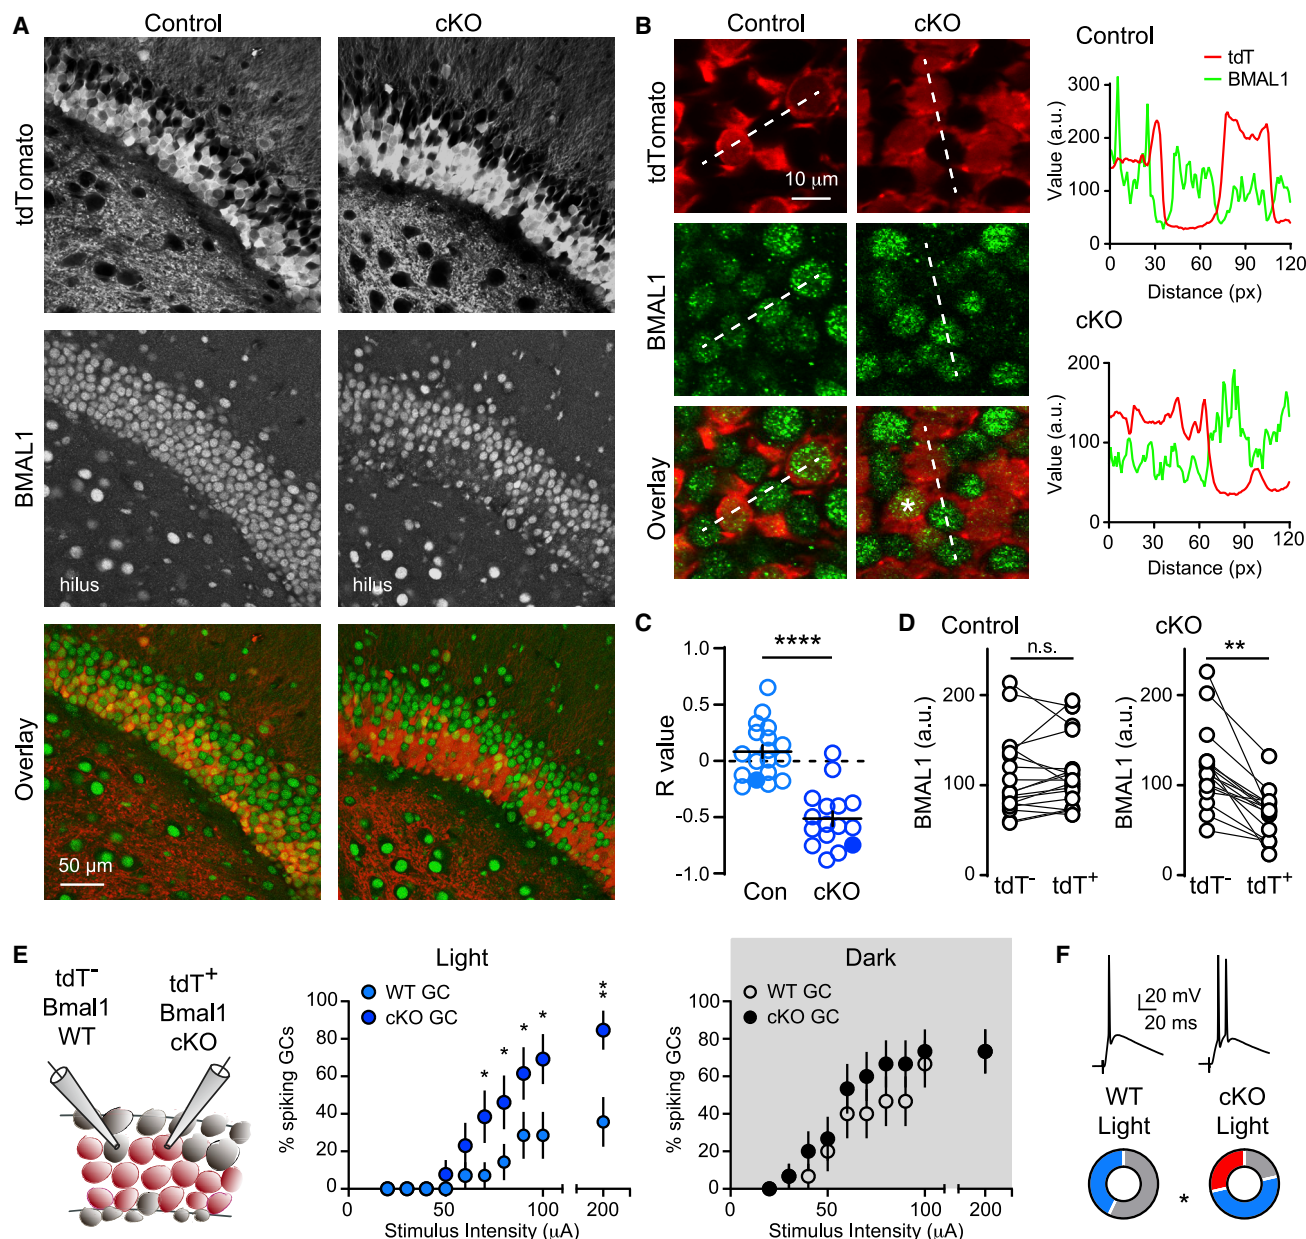 A
Control
cKO
tdTomato
BMAL1
hilus
hilus
Overlay
50 μm
B
Control
cKO
tdTomato
10 μm
BMAL1
Overlay
*
Control
tdT
BMAL1
Value (a.u.)
300
200
100
0
0 30 60 90 120
Distance (px)
cKO
Value (a.u.)
200
100
0
0 30 60 90 120
Distance (px)
C
****
R value
1.0
0.5
0
-0.5
-1.0
Con cKO
D
Control
n.s.
BMAL1 (a.u.)
200
100
0
tdT- tdT+
cKO
**
BMAL1 (a.u.)
200
100
0
tdT- tdT+
E
tdT- tdT+
Bmal1 Bmal1
WT cKO
Light
WT GC
cKO GC
% spiking GCs
100
80
60
40
20
0
* * * * **
0 50 100 200
Stimulus Intensity (μA)
Dark
WT GC
cKO GC
% spiking GCs
100
80
60
40
20
0
0 50 100 200
Stimulus Intensity (μA)
F
20 mV
20 ms
WT cKO
Light Light
*